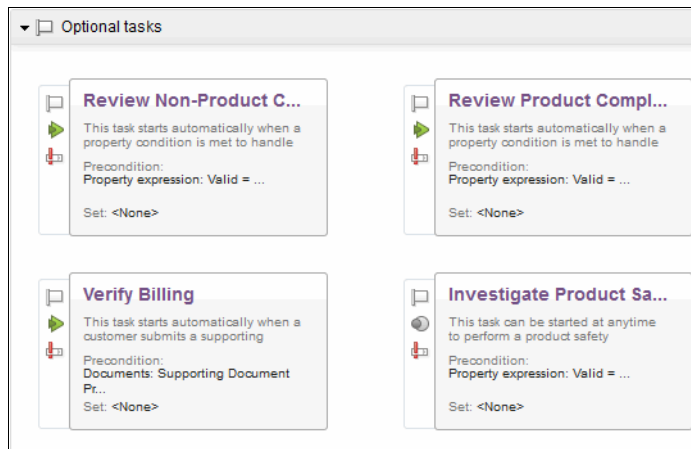 Optional tasks
Review Non-Product C...
This task starts automatically when a
property condition is met to handle
Precondition:
Property expression: Valid = ...
Set: <None>
Review Product Compl...
This task starts automatically when a
property condition is met to handle
Precondition:
Property expression: Valid = ...
Set: <None>
Verify Billing
This task starts automatically when a
customer submits a supporting
Precondition:
Documents: Supporting Document
Pr...
Set: <None>
Investigate Product Sa...
This task can be started at anytime
to perform a product safety
Precondition:
Property expression: Valid = ...
Set: <None>